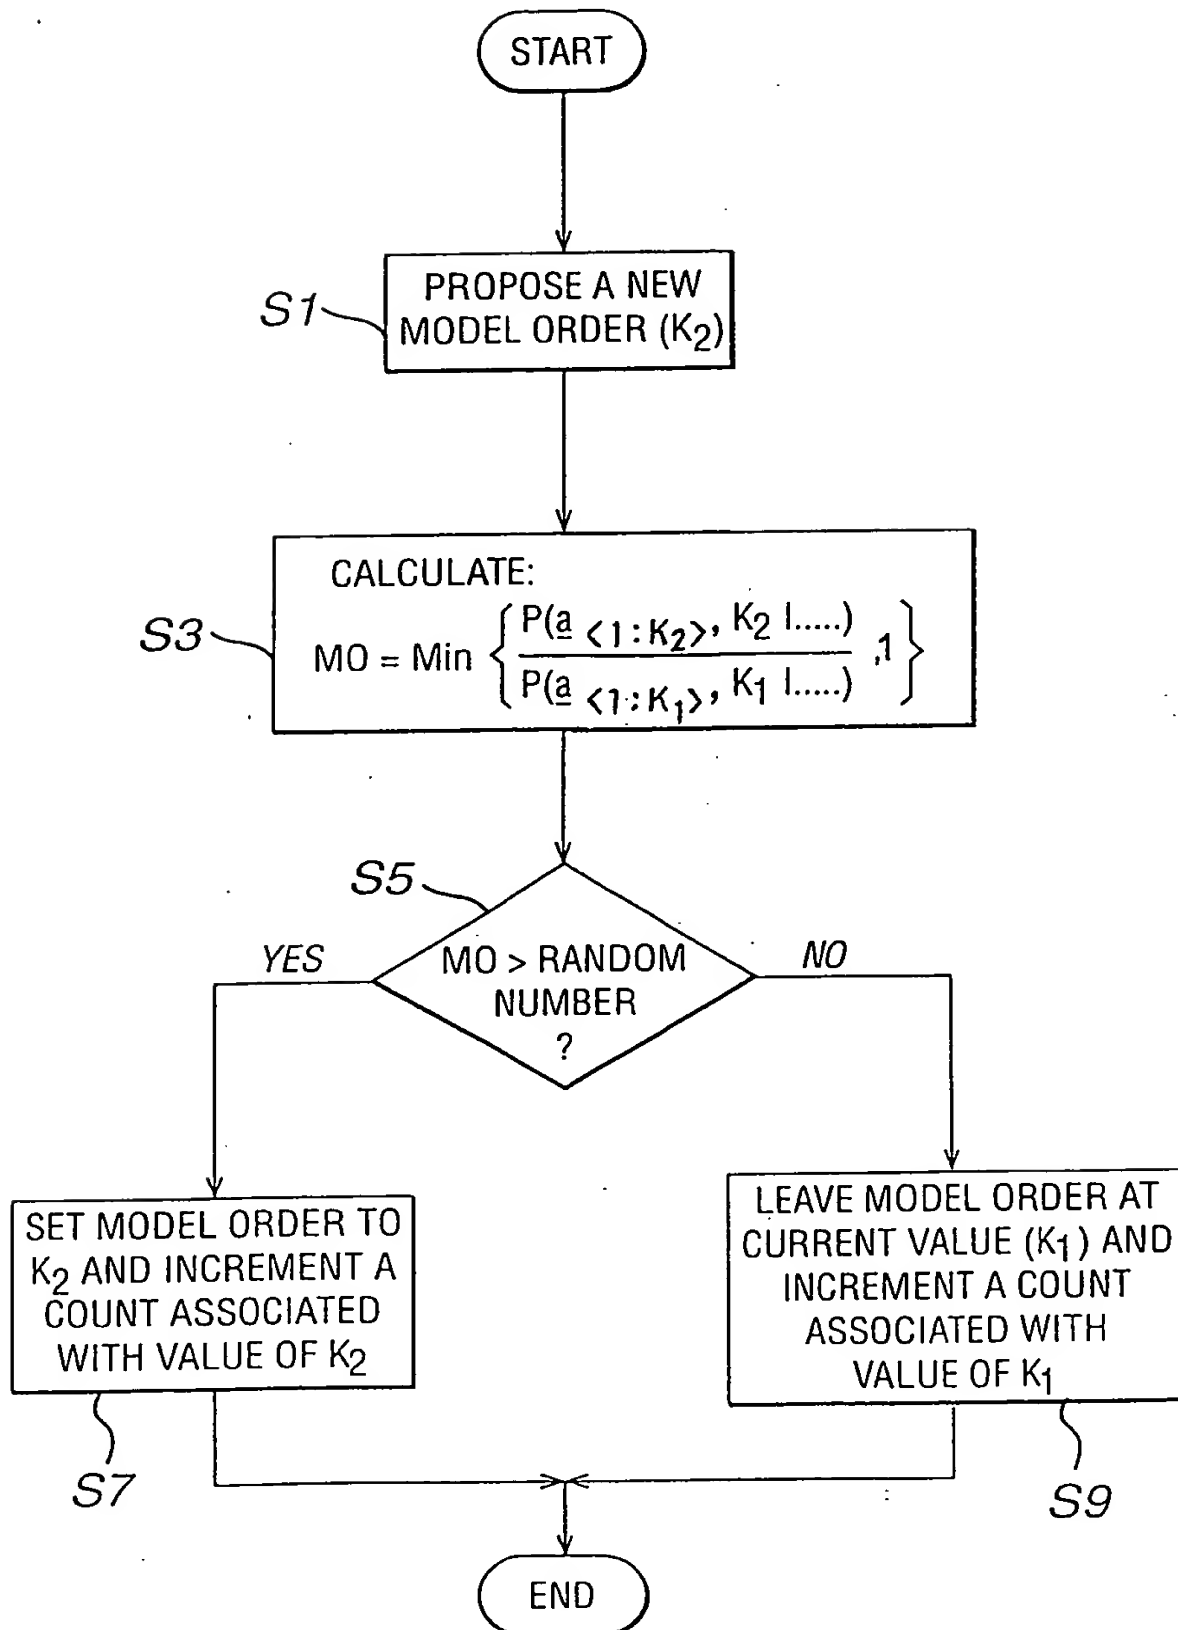 START
S1
PROPOSE A NEW
MODEL ORDER (K₂)
S3
CALCULATE:
MO = Min { P(a̲ <1:K₂>, K₂ I.....) / P(a̲ <1:K₁>, K₁ I.....) ,1 }
S5
YES
MO > RANDOM
NUMBER
?
NO
SET MODEL ORDER TO
K₂ AND INCREMENT A
COUNT ASSOCIATED
WITH VALUE OF K₂
S7
LEAVE MODEL ORDER AT
CURRENT VALUE (K₁) AND
INCREMENT A COUNT
ASSOCIATED WITH
VALUE OF K₁
S9
END